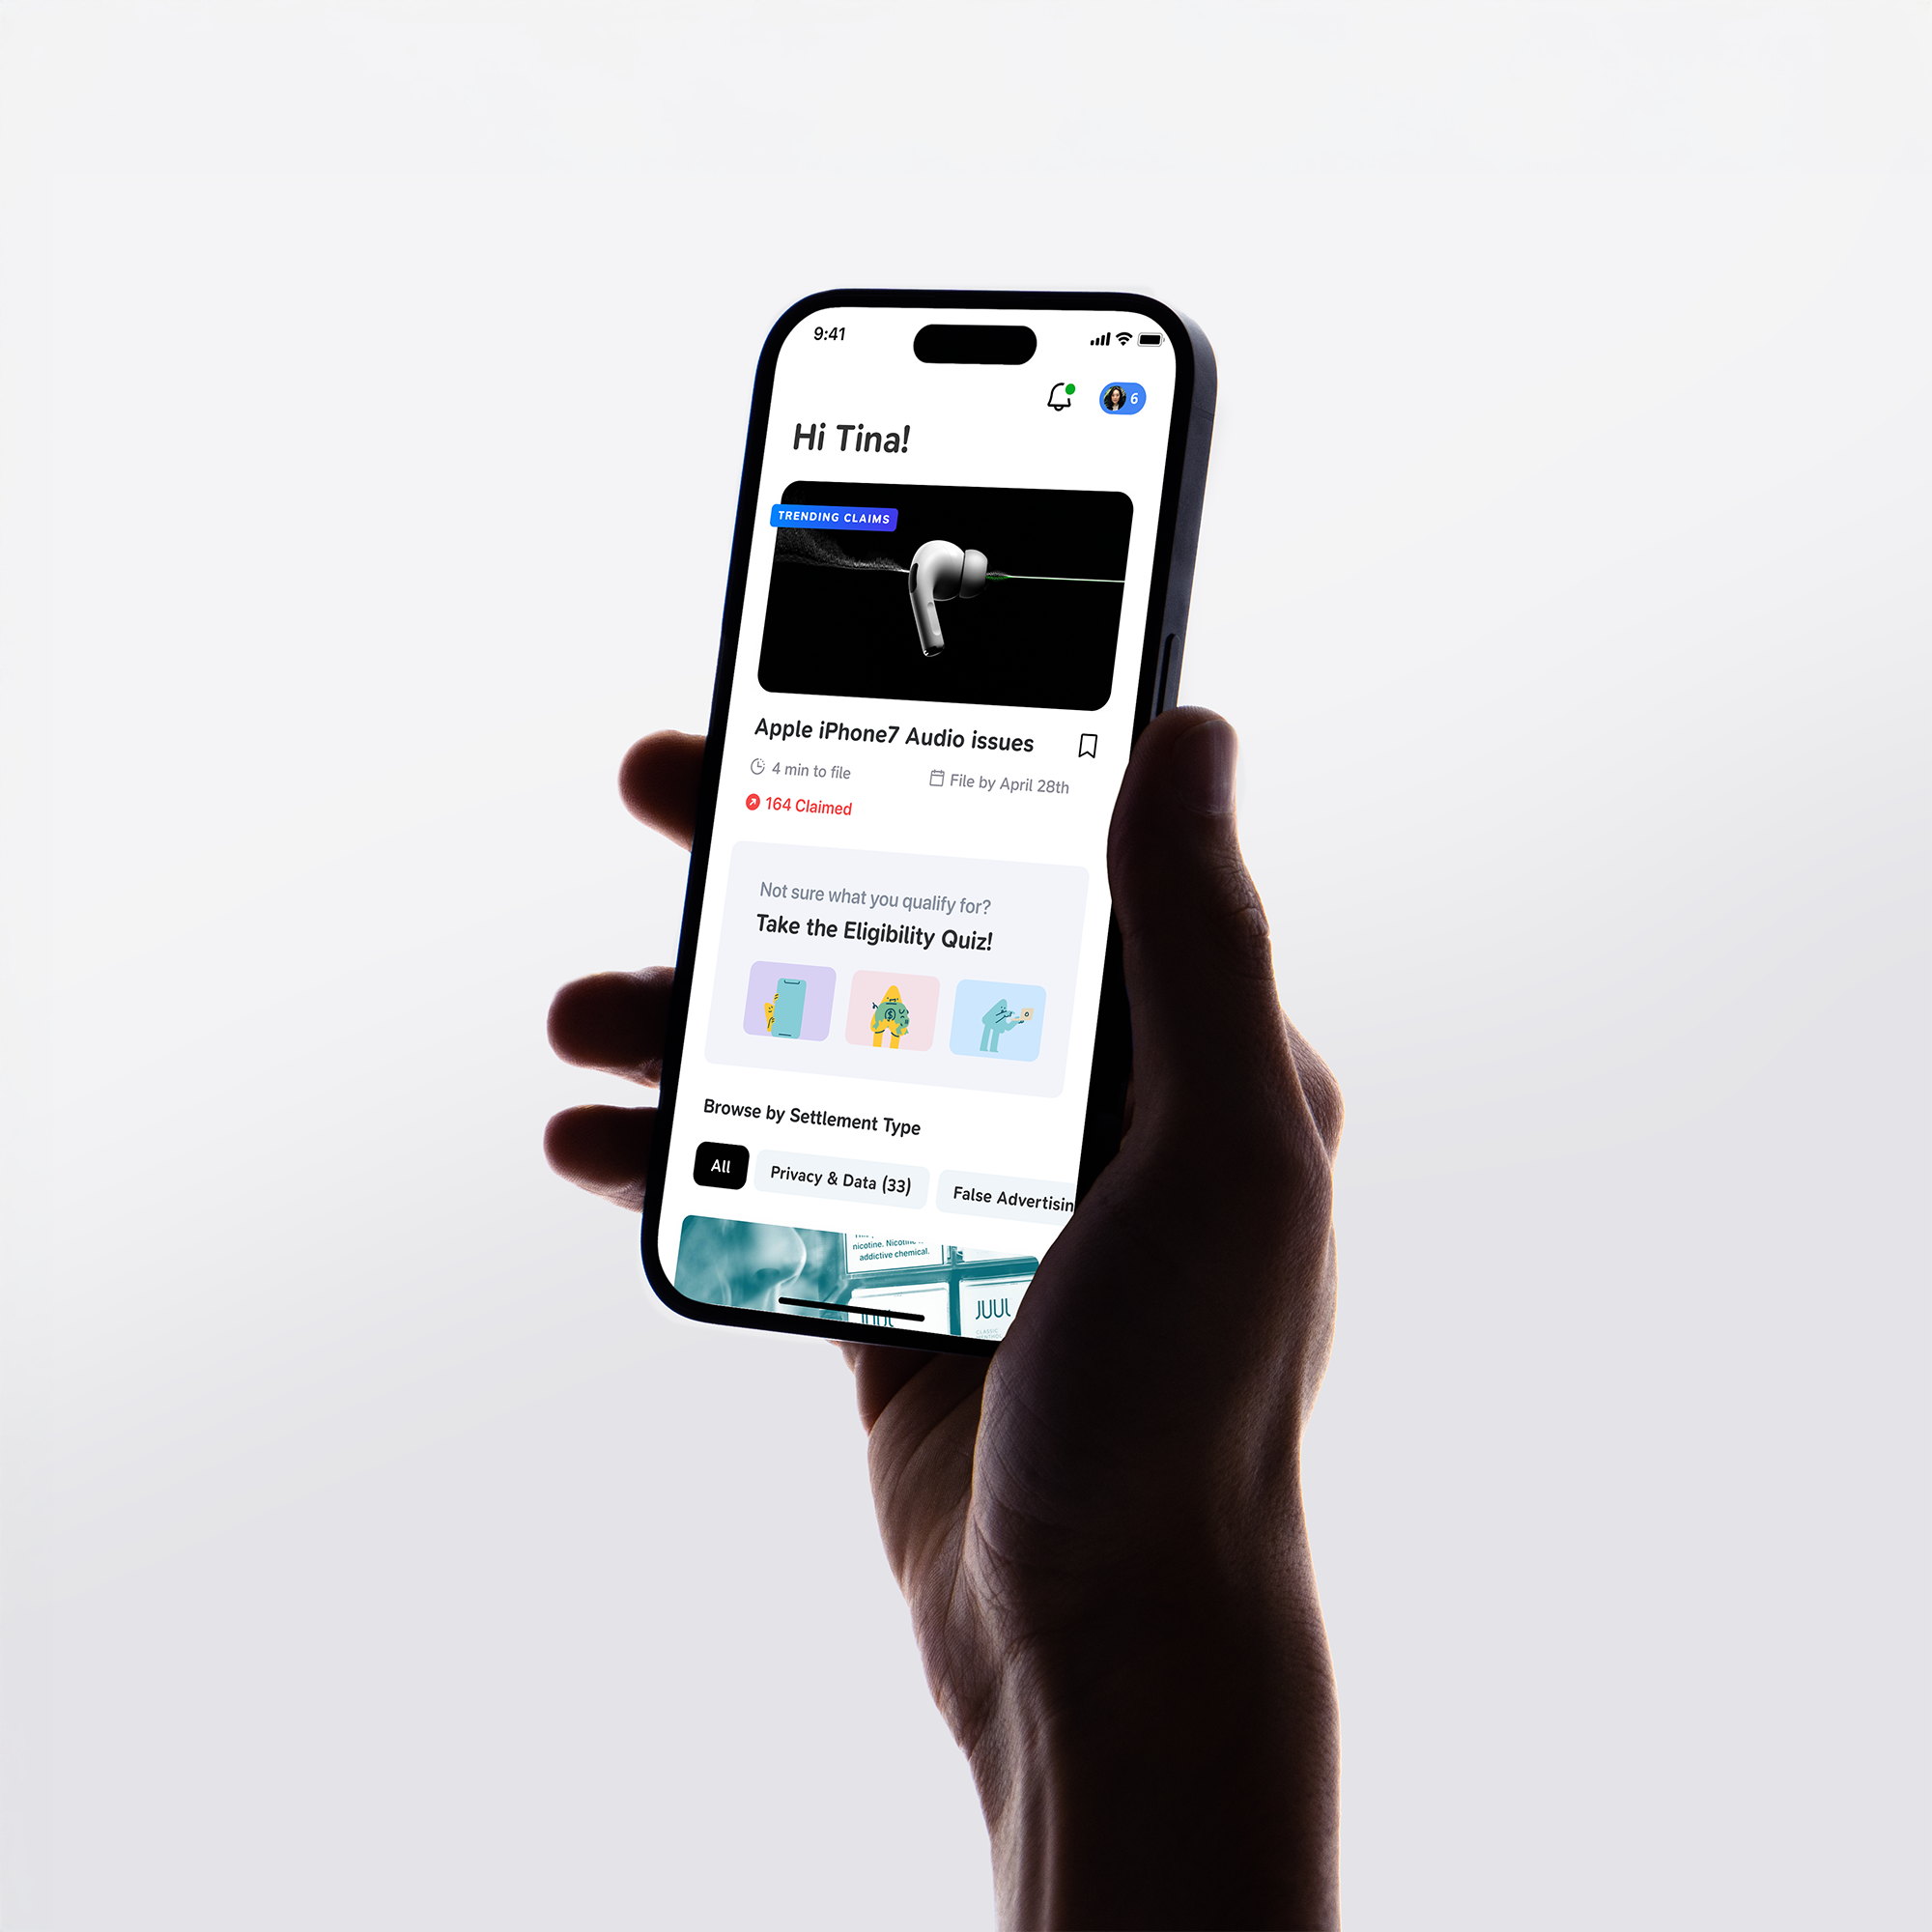 9:41
6
Hi Tina!
TRENDING CLAIMS
Apple iPhone7 Audio issues
4 min to file
File by April 28th
164 Claimed
Not sure what you qualify for?
Take the Eligibility Quiz!
Browse by Settlement Type
All
Privacy & Data (33)
False Advertisin
nicotine. Nicotine
addictive chemical.
JUUL
JUUL
CLASSIC